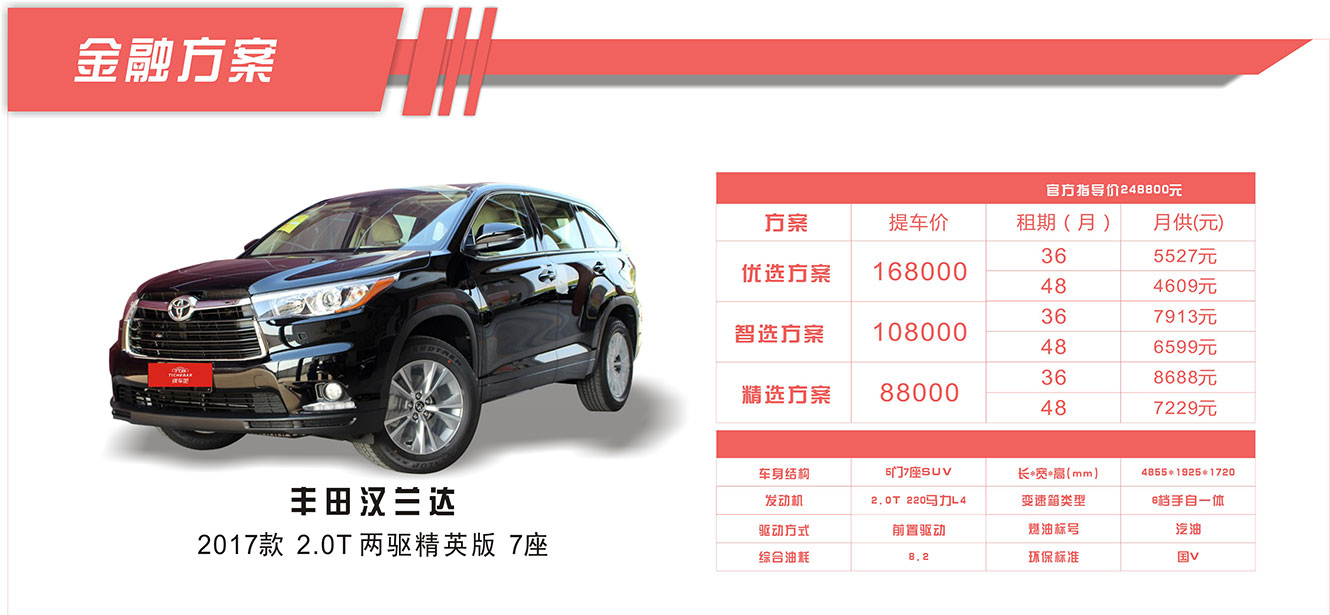 金融方案
TICHEBAR
提车吧
丰田汉兰达
2017款 2.0T 两驱精英版 7座
官方指导价248800元
方案 提车价 租期(月) 月供(元)
优选方案 168000 36 5527元
48 4609元
智选方案 108000 36 7913元
48 6599元
精选方案 88000 36 8688元
48 7229元
车身结构 5门7座SUV 长*宽*高(mm) 4855*1925*1720
发动机 2.0T 220马力L4 变速箱类型 6档手自一体
驱动方式 前置驱动 燃油标号 汽油
综合油耗 8.2 环保标准 国V